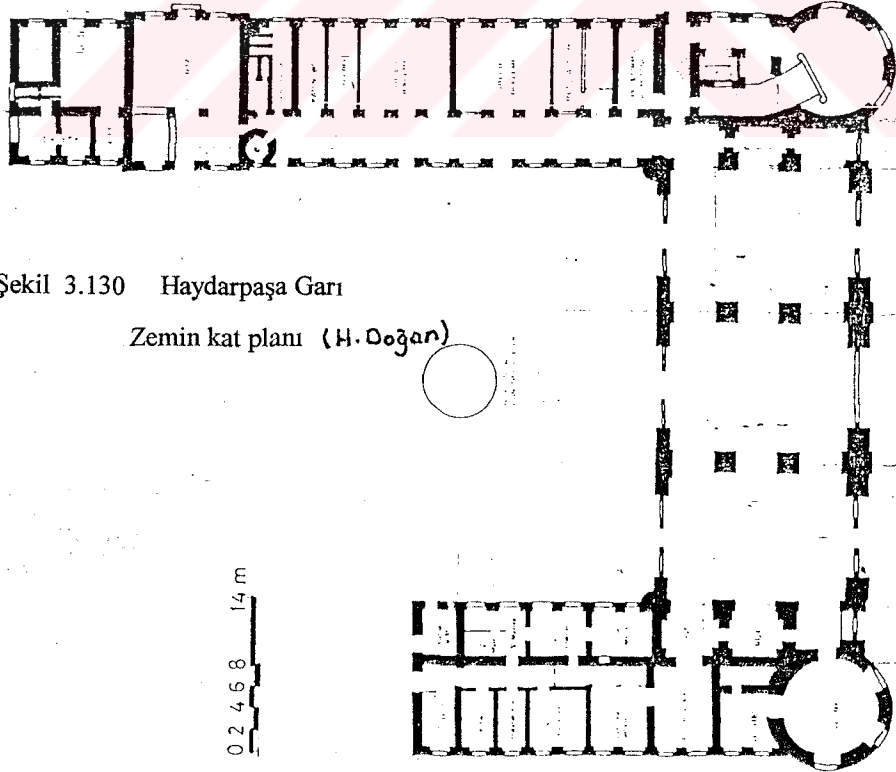 Şekil 3.130 Haydarpaşa Garı
Zemin kat planı (H. Doğan)
0 2 4 6 8 14 m